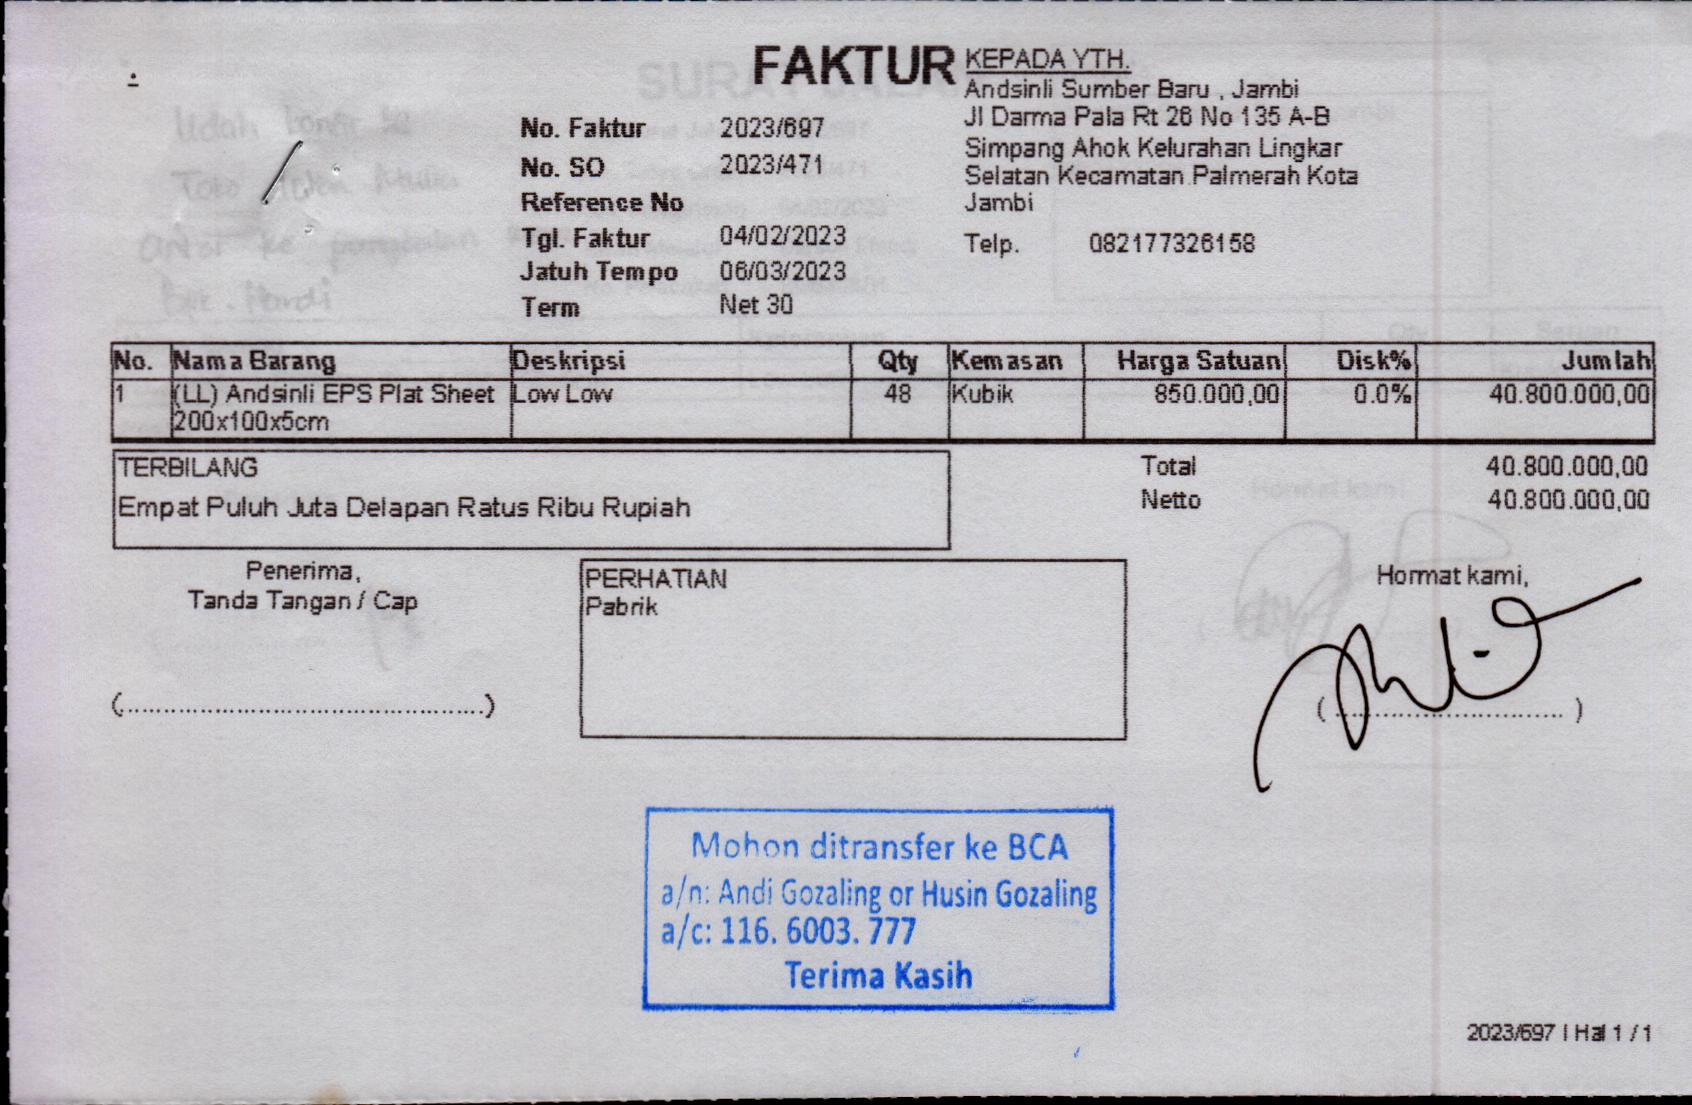 FAKTUR
KEPADA YTH.
Andsinli Sumber Baru , Jambi
Jl Darma Pala Rt 26 No 135 A-B
Simpang Ahok Kelurahan Lingkar
Selatan Kecamatan Palmerah Kota
Jambi
Telp. 082177326158
No. Faktur 2023/697
No. SO 2023/471
Reference No
Tgl. Faktur 04/02/2023
Jatuh Tempo 06/03/2023
Term Net 30
No. Nama Barang Deskripsi Qty Kemasan Harga Satuan Disk% Jumlah
1 (LL) Andsinli EPS Plat Sheet Low Low 48 Kubik 850.000,00 0.0% 40.800.000,00
200x100x5cm
TERBILANG
Empat Puluh Juta Delapan Ratus Ribu Rupiah
Total 40.800.000,00
Netto 40.800.000,00
Penerima,
Tanda Tangan / Cap
(................................................)
PERHATIAN
Pabrik
Hormat kami,
(................................)
Mohon ditransfer ke BCA
a/n: Andi Gozaling or Husin Gozaling
a/c: 116. 6003. 777
Terima Kasih
2023/697 | Hal 1 / 1